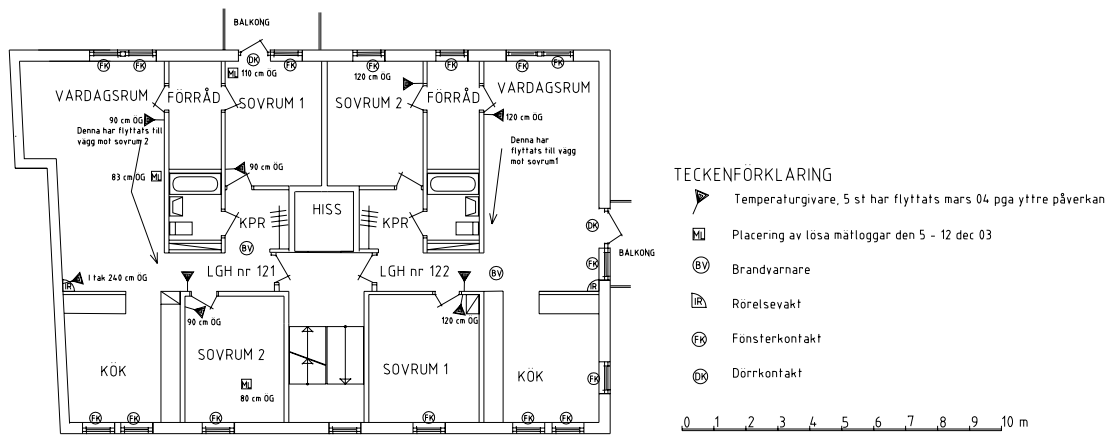 BALKONG
DK
FK
FK
FK
FK
FK
FK
FK
ML 110 cm ÖG
120 cm ÖG
VARDAGSRUM
FÖRRÅD
SOVRUM 1
SOVRUM 2
FÖRRÅD
VARDAGSRUM
90 cm ÖG
Denna har flyttats till
vägg mot sovrum 2
120 cm ÖG
Denna har
flyttats till vägg
mot sovrum1
90 cm ÖG
83 cm ÖG ML
HISS
KPR
KPR
BV
DK
BALKONG
FK
I tak 240 cm ÖG
LGH nr 121
LGH nr 122
BV
IR
IR
90 cm ÖG
120 cm ÖG
SOVRUM 2
SOVRUM 1
KÖK
KÖK
ML
80 cm ÖG
FK
FK
FK
FK
FK
FK
FK
TECKENFÖRKLARING
Temperaturgivare, 5 st har flyttats mars 04 pga yttre påverkan
ML Placering av lösa mätloggar den 5 - 12 dec 03
BV Brandvarnare
IR Rörelsevakt
FK Fönsterkontakt
DK Dörrkontakt
0 1 2 3 4 5 6 7 8 9 10 m